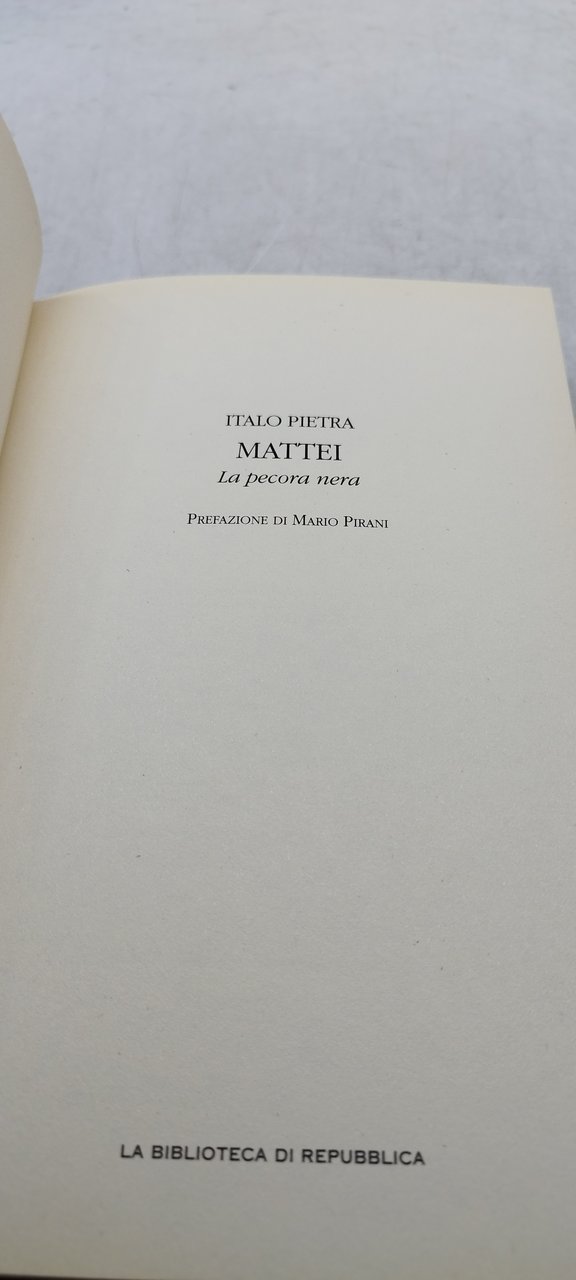 ITALO PIETRA
MATTEI
La pecora nera
Prefazione di Mario Pirani
LA BIBLIOTECA DI REPUBBLICA